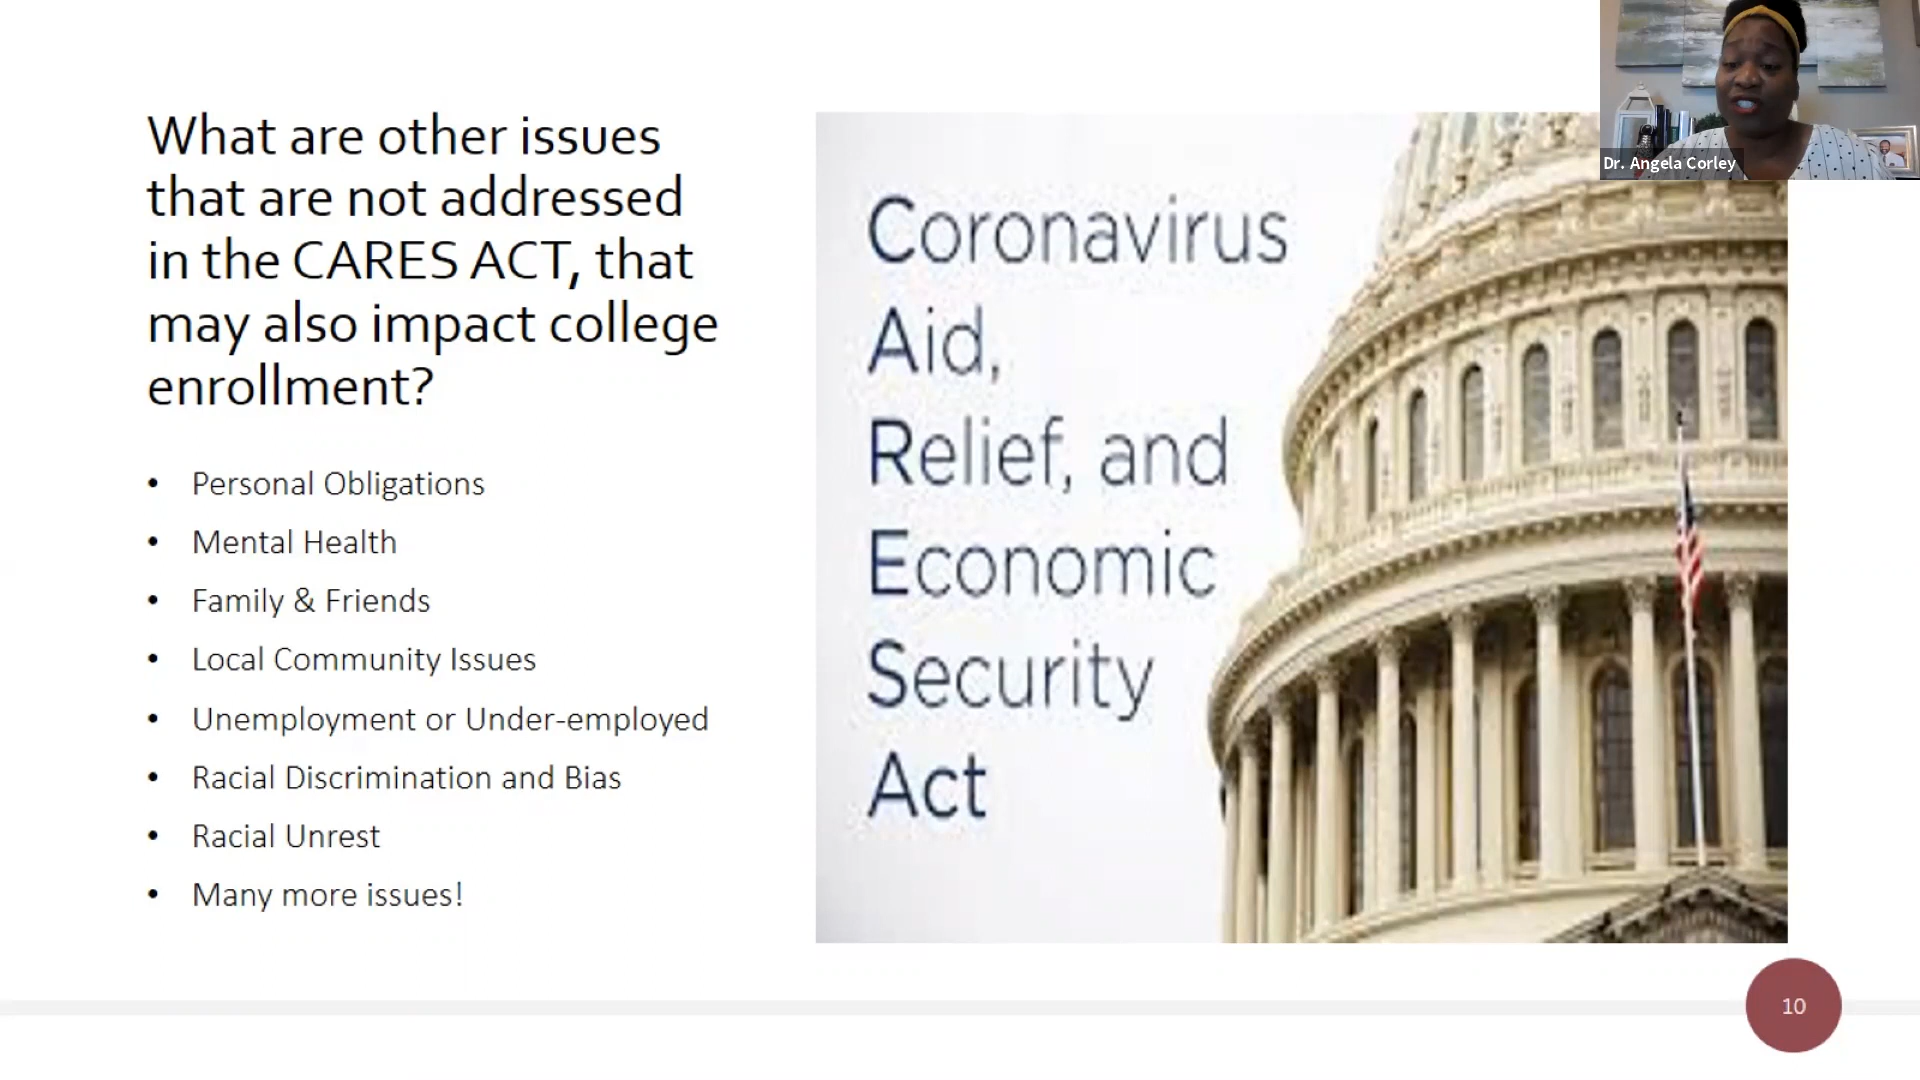 What are other issues
that are not addressed
in the CARES ACT, that
may also impact college
enrollment?
• Personal Obligations
• Mental Health
• Family & Friends
• Local Community Issues
• Unemployment or Under-employed
• Racial Discrimination and Bias
• Racial Unrest
• Many more issues!
Coronavirus
Aid,
Relief, and
Economic
Security
Act
Dr. Angela Corley
10